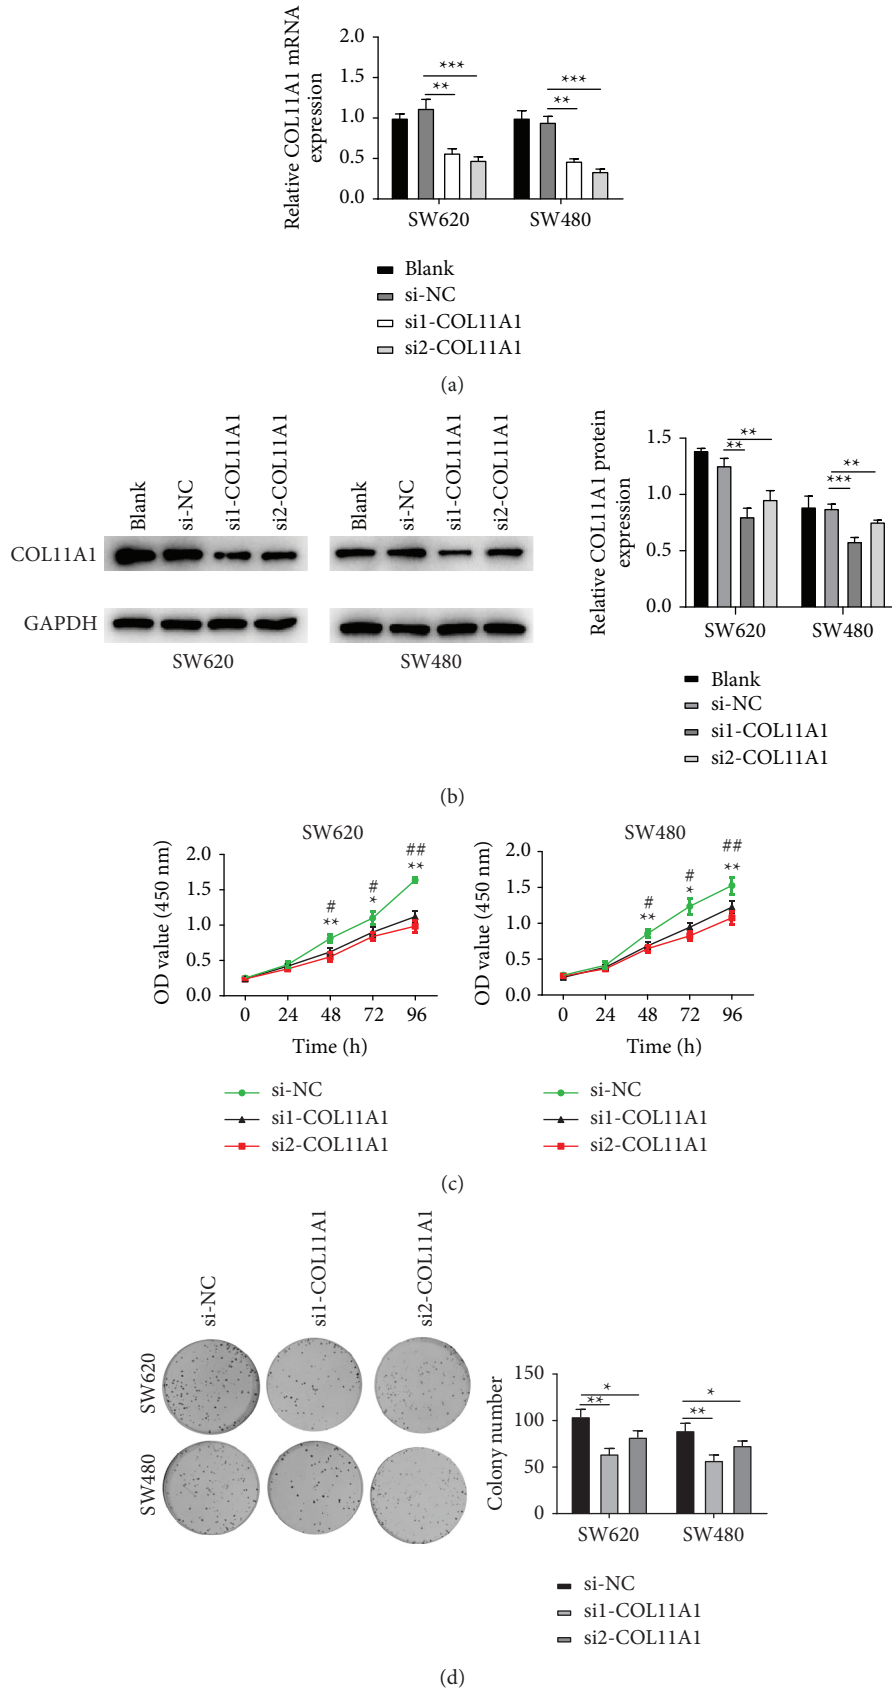 Relative COL11A1 mRNA
expression
2.0
1.5
1.0
0.5
0.0
***
**
***
**
SW620
SW480
Blank
si-NC
si1-COL11A1
si2-COL11A1
(a)
Blank
si-NC
si1-COL11A1
si2-COL11A1
Blank
si-NC
si1-COL11A1
si2-COL11A1
COL11A1
GAPDH
SW620
SW480
Relative COL11A1 protein
expression
1.5
1.0
0.5
0.0
**
**
**
***
SW620
SW480
Blank
si-NC
si1-COL11A1
si2-COL11A1
(b)
SW620
OD value (450 nm)
2.0
1.5
1.0
0.5
0.0
#
**
#
*
##
**
0 24 48 72 96
Time (h)
si-NC
si1-COL11A1
si2-COL11A1
SW480
OD value (450 nm)
2.0
1.5
1.0
0.5
0.0
#
**
#
*
##
**
0 24 48 72 96
Time (h)
si-NC
si1-COL11A1
si2-COL11A1
(c)
si-NC
si1-COL11A1
si2-COL11A1
SW620
SW480
Colony number
150
100
50
0
*
**
*
**
SW620
SW480
si-NC
si1-COL11A1
si2-COL11A1
(d)